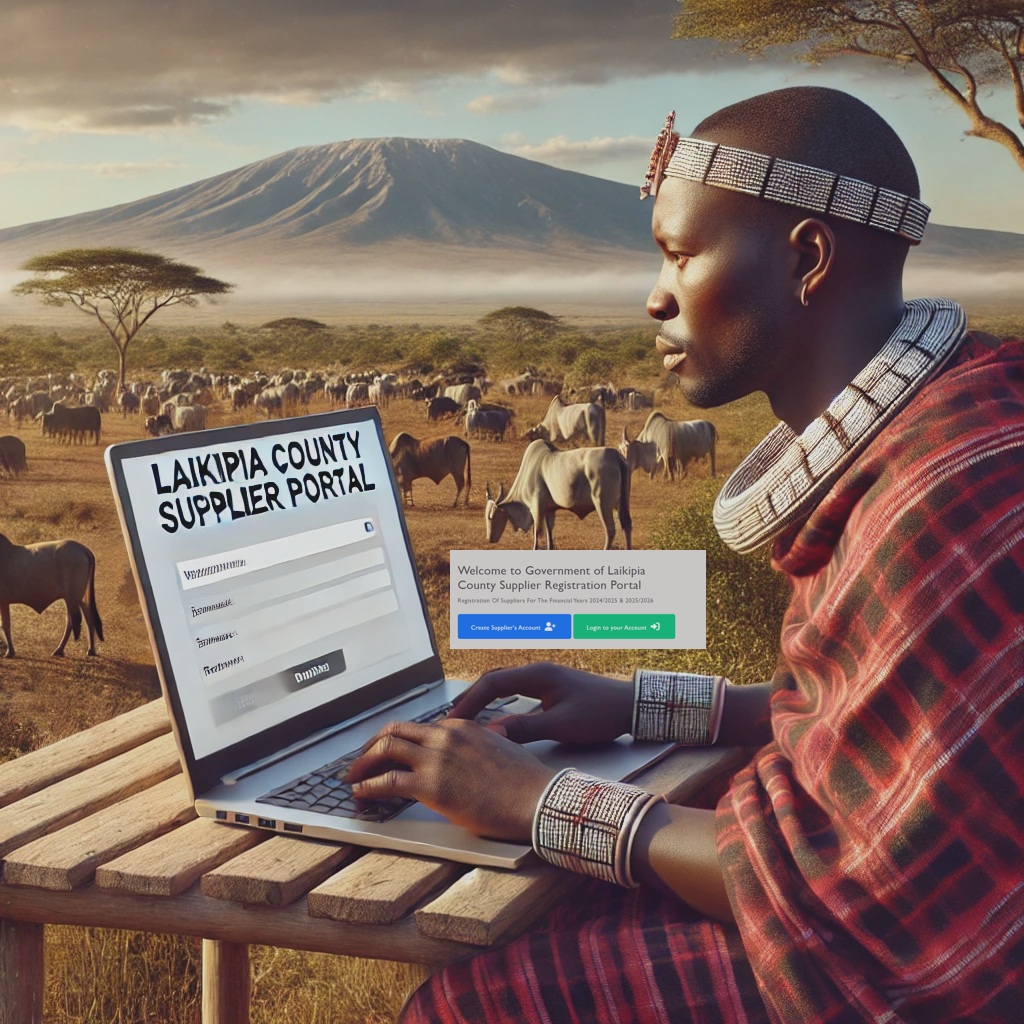 LAIKIPIA COUNTY
SUPPLIER PORTAL
Welcome to Government of Laikipia
County Supplier Registration Portal
Registration Of Suppliers For The Financial Years 2024/2025 & 2025/2026
Create Supplier's Account
Login to your Account